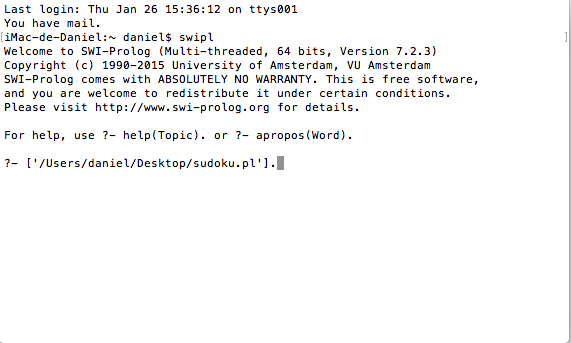 Last login: Thu Jan 26 15:36:12 on ttys001
You have mail.
[iMac-de-Daniel:~ daniel$ swipl ]
Welcome to SWI-Prolog (Multi-threaded, 64 bits, Version 7.2.3)
Copyright (c) 1990-2015 University of Amsterdam, VU Amsterdam
SWI-Prolog comes with ABSOLUTELY NO WARRANTY. This is free software,
and you are welcome to redistribute it under certain conditions.
Please visit http://www.swi-prolog.org for details.
For help, use ?- help(Topic). or ?- apropos(Word).
?- ['/Users/daniel/Desktop/sudoku.pl'].